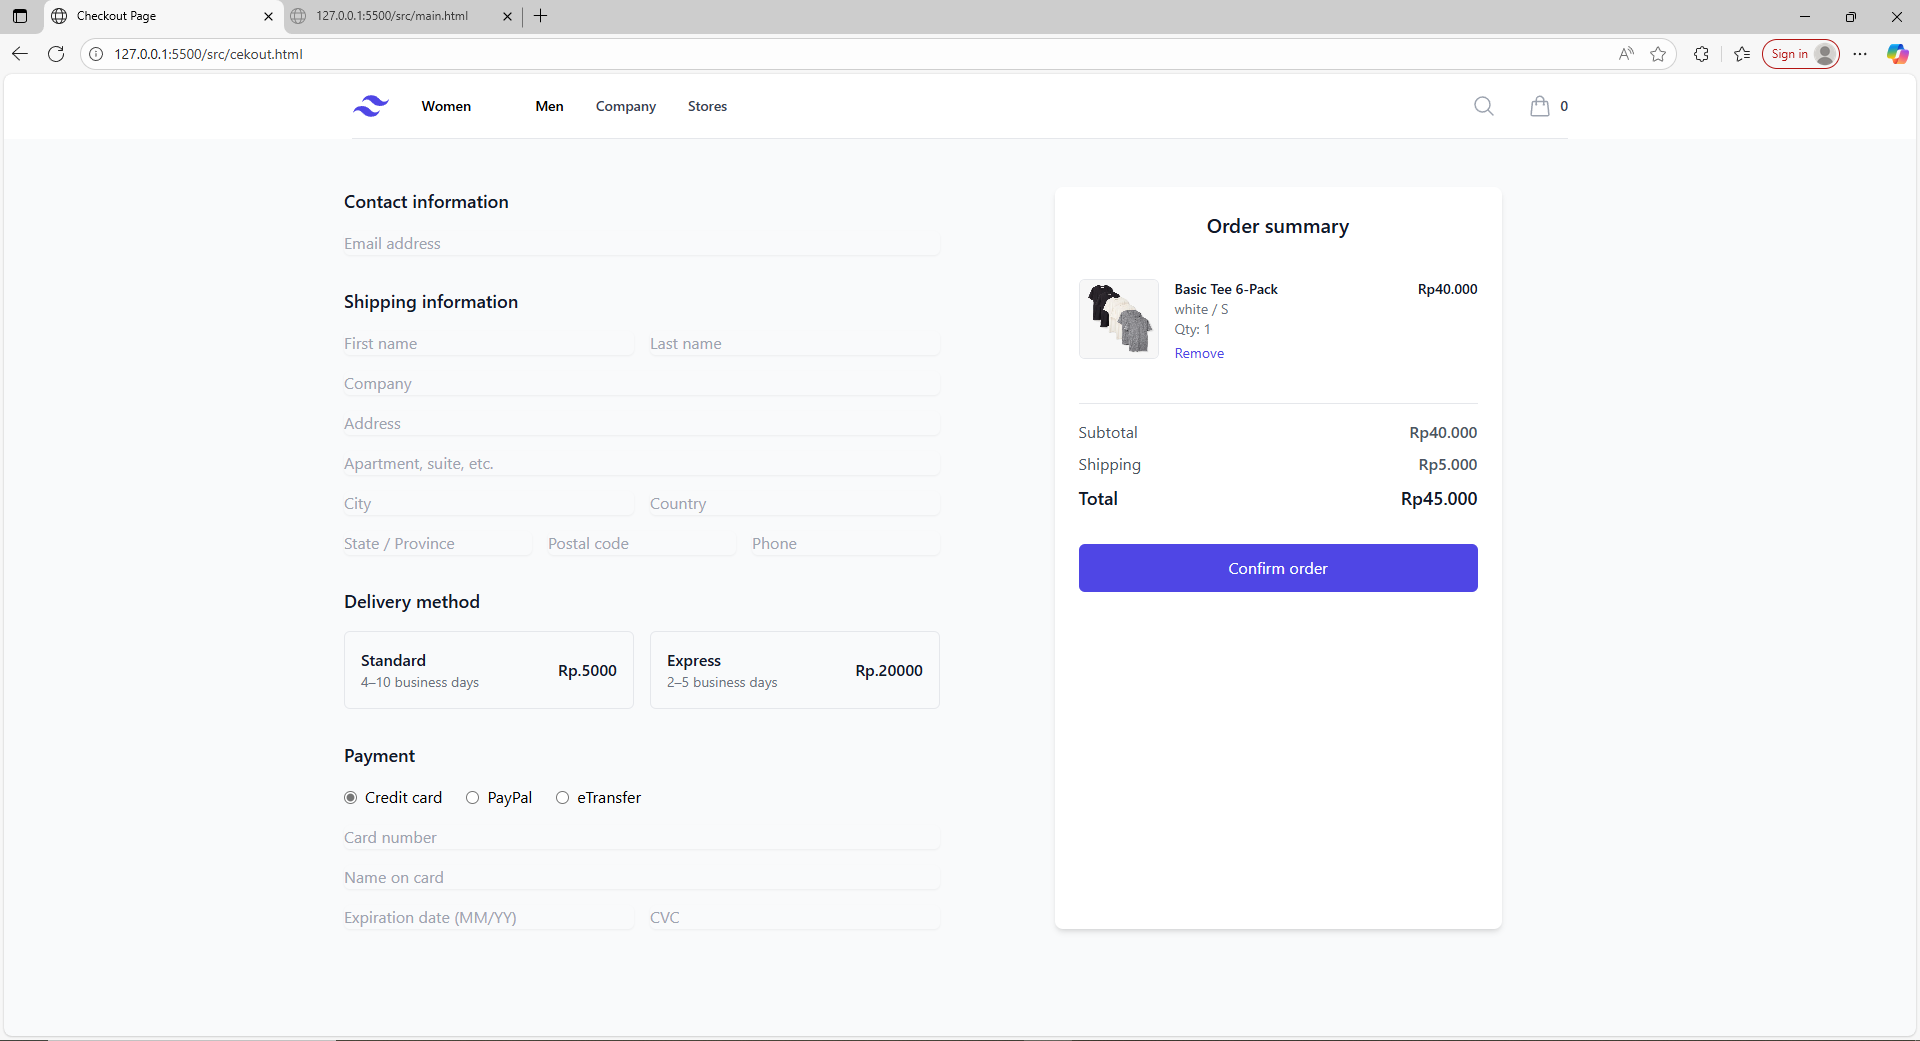 Checkout Page
127.0.0.1:5500/src/main.html
127.0.0.1:5500/src/cekout.html
Sign in
Women Men Company Stores
0
Contact information
Email address
Shipping information
First name Last name
Company
Address
Apartment, suite, etc.
City Country
State / Province Postal code Phone
Delivery method
Standard
4–10 business days
Rp.5000
Express
2–5 business days
Rp.20000
Payment
Credit card PayPal eTransfer
Card number
Name on card
Expiration date (MM/YY) CVC
Order summary
Basic Tee 6-Pack Rp40.000
white / S
Qty: 1
Remove
Subtotal Rp40.000
Shipping Rp5.000
Total Rp45.000
Confirm order